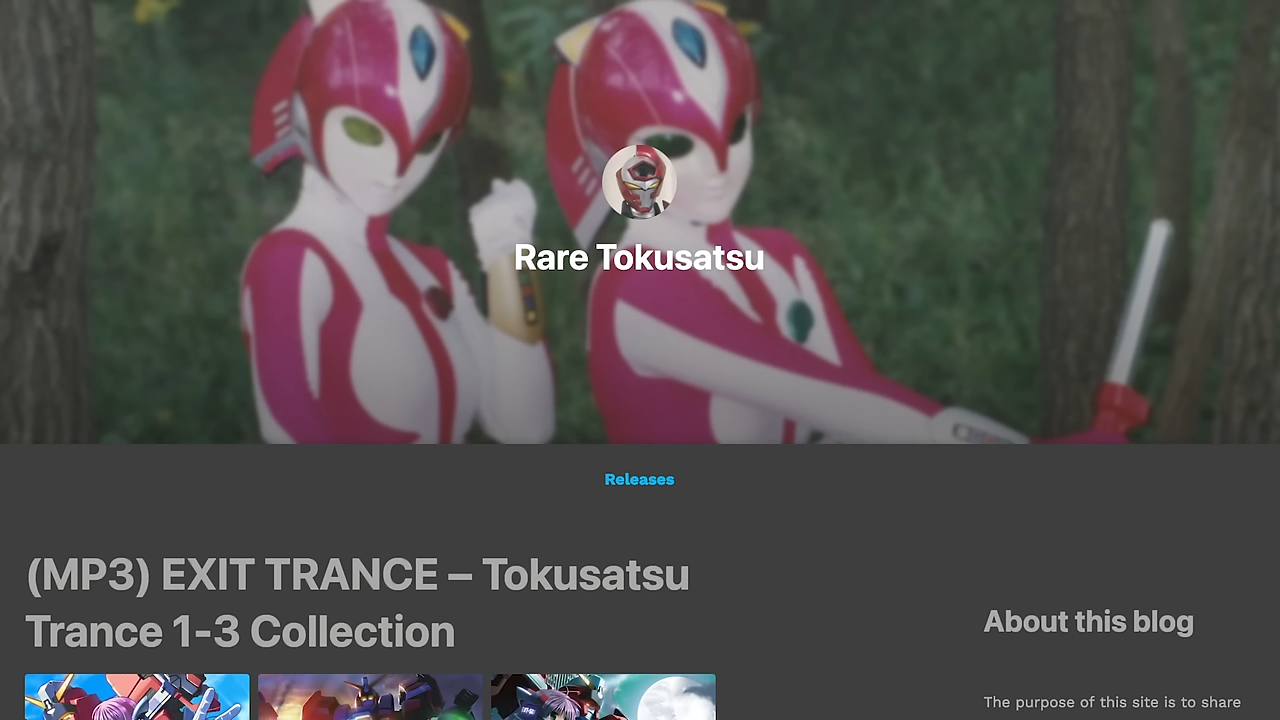 Rare Tokusatsu
Releases
(MP3) EXIT TRANCE – Tokusatsu
Trance 1-3 Collection
About this blog
The purpose of this site is to share